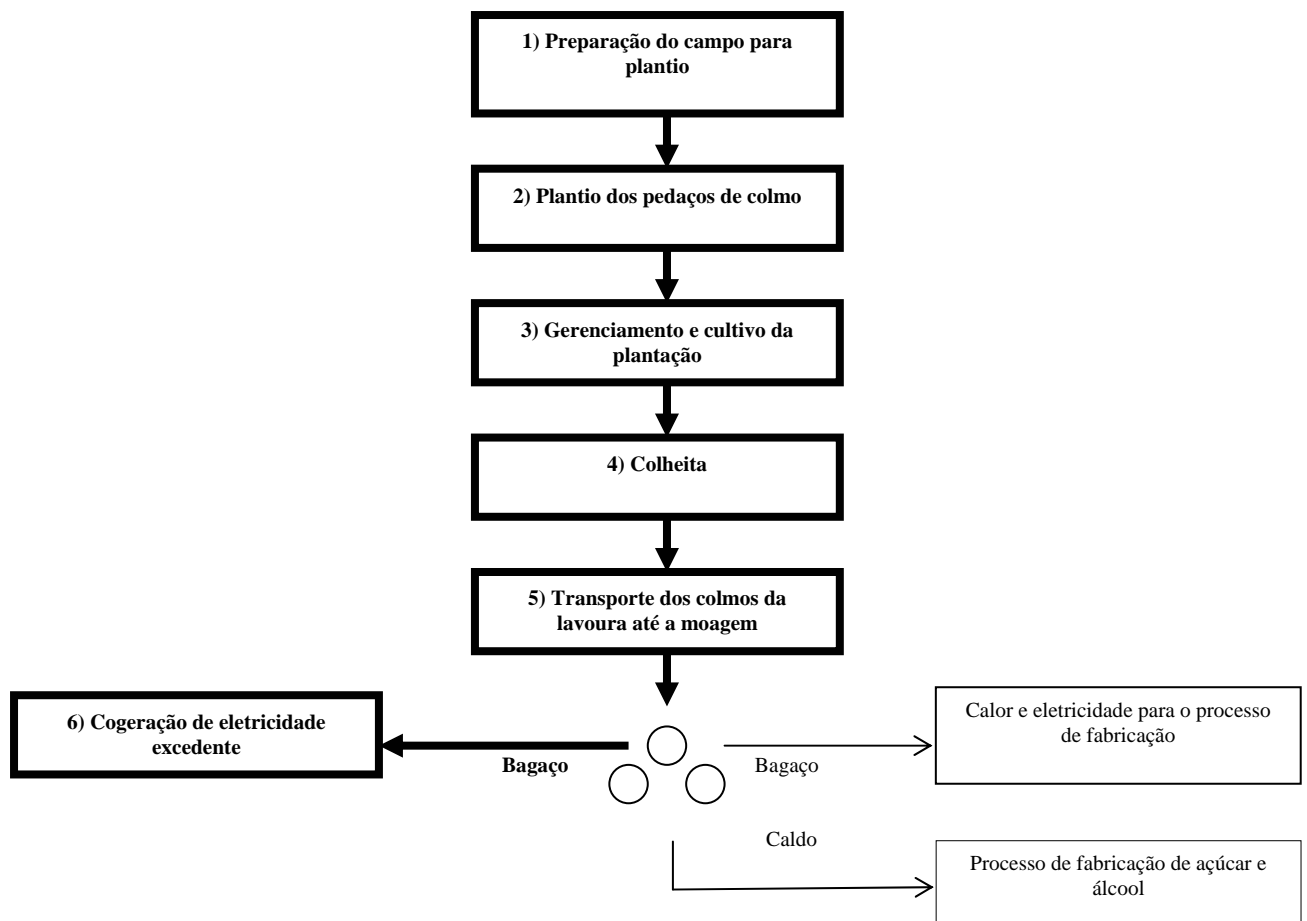 1) Preparação do campo para
plantio
2) Plantio dos pedaços de colmo
3) Gerenciamento e cultivo da
plantação
4) Colheita
5) Transporte dos colmos da
lavoura até a moagem
6) Cogeração de eletricidade
excedente
Bagaço
Bagaço
Calor e eletricidade para o processo
de fabricação
Caldo
Processo de fabricação de açúcar e
álcool